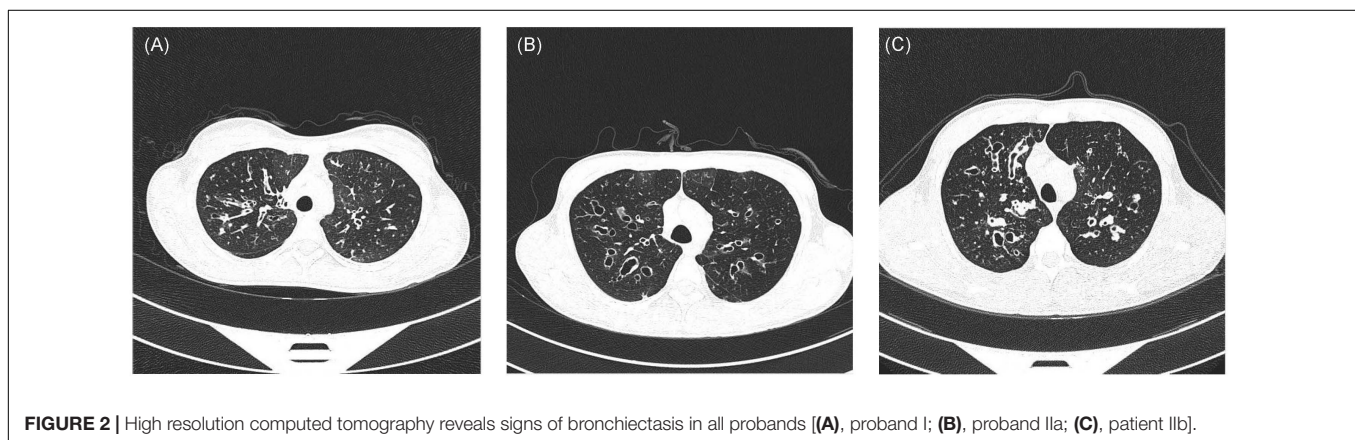 (A)
(B)
(C)
FIGURE 2 | High resolution computed tomography reveals signs of bronchiectasis in all probands [(A), proband I; (B), proband IIa; (C), patient IIb].